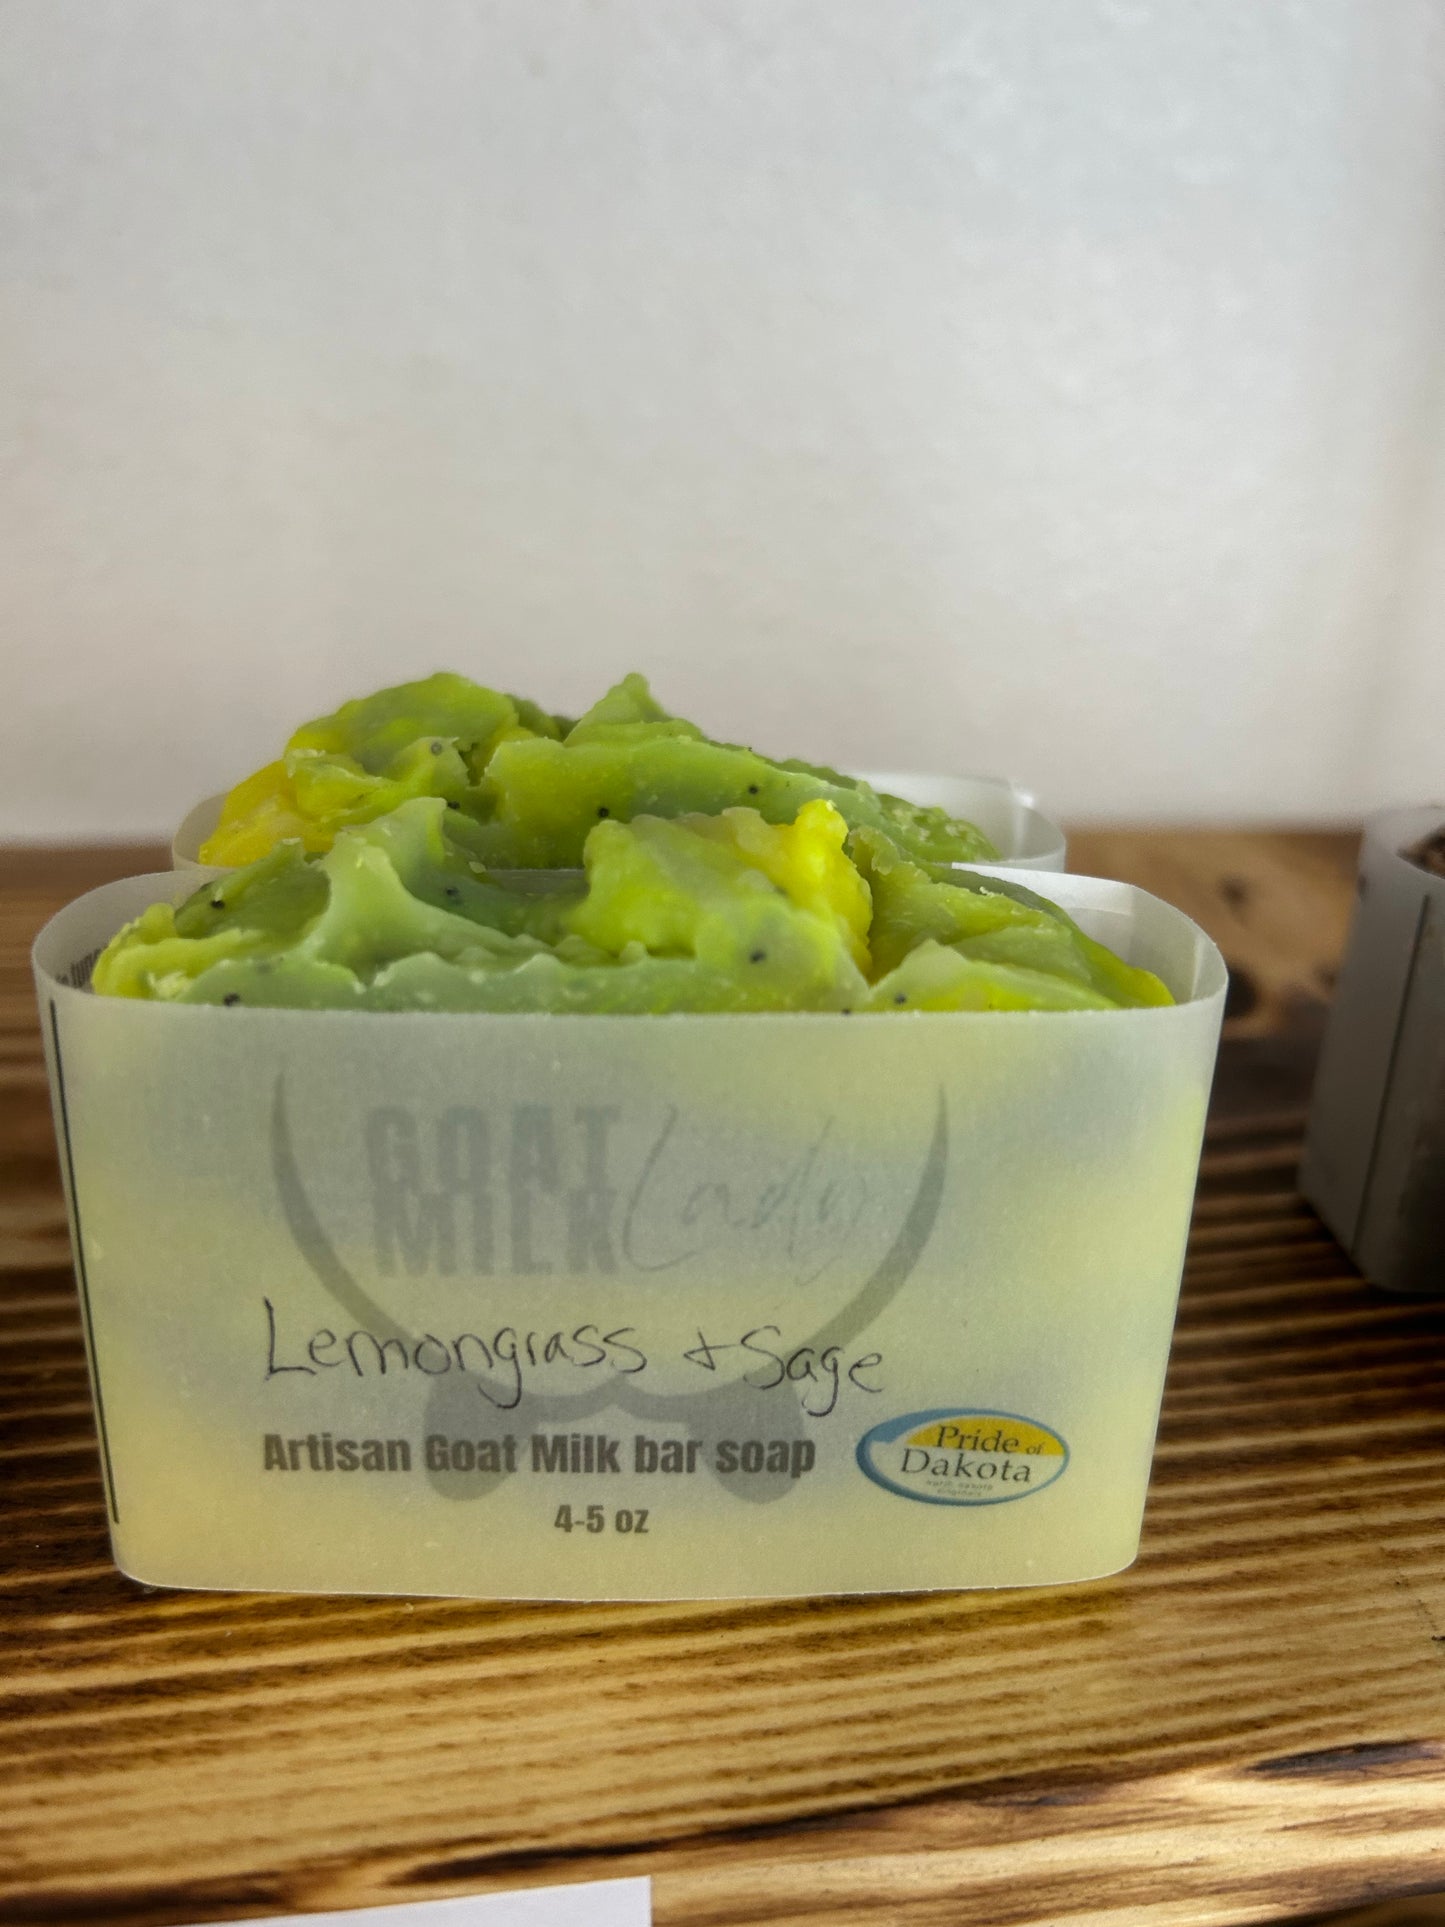 GOAT
MILK Lady
Lemongrass + Sage
Artisan Goat Milk bar soap
4-5 oz
Pride of
Dakota